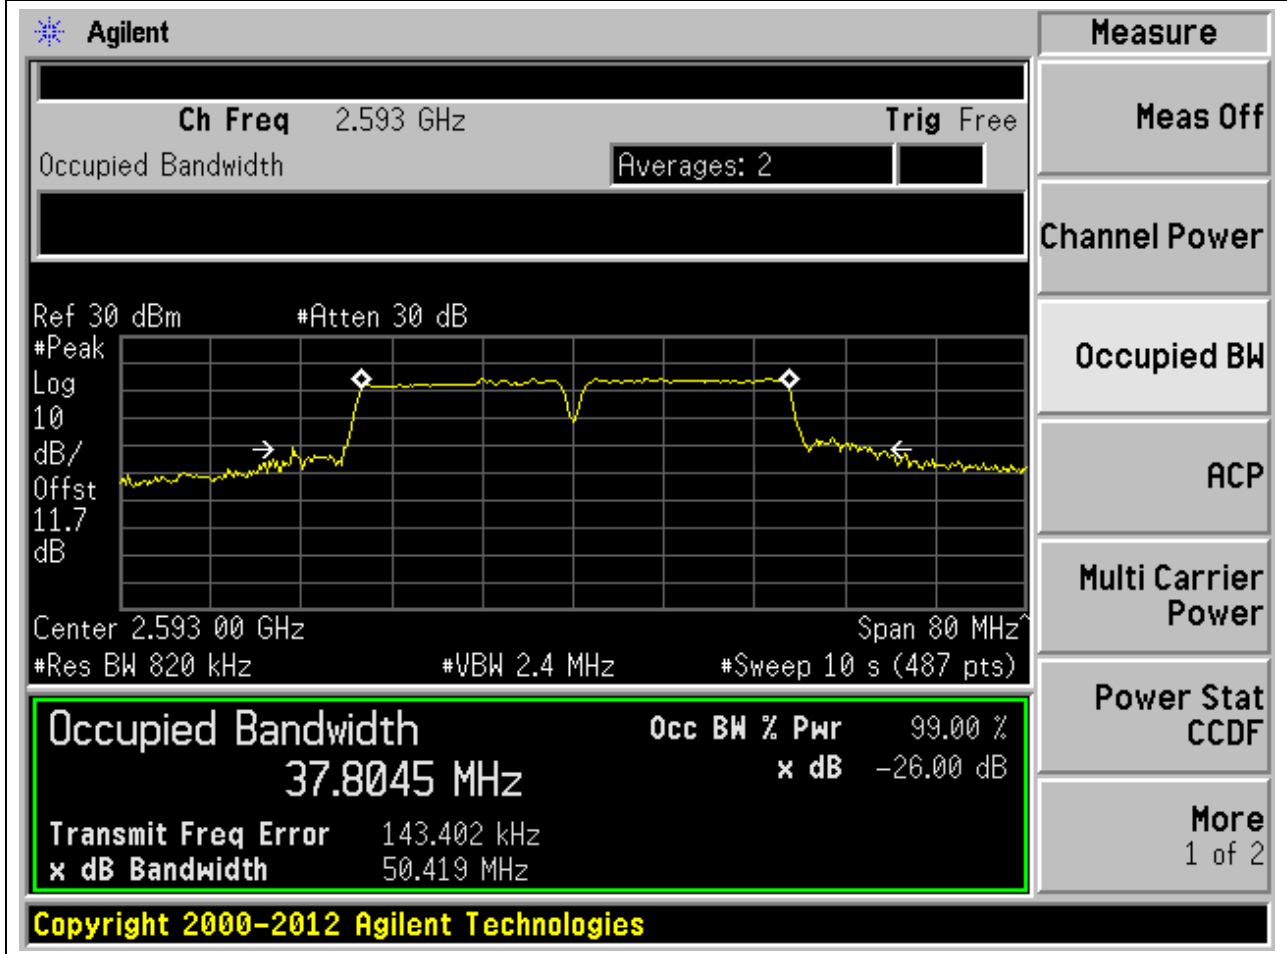 Agilent
Measure
Ch Freq 2.593 GHz Trig Free
Meas Off
Occupied Bandwidth Averages: 2
Channel Power
Ref 30 dBm #Atten 30 dB
#Peak
Log
10
dB/
Offst
11.7
dB
Occupied BW
ACP
Center 2.593 00 GHz Span 80 MHz^
#Res BW 820 kHz #VBW 2.4 MHz #Sweep 10 s (487 pts)
Multi Carrier
Power
Occupied Bandwidth Occ BW % Pwr 99.00 %
37.8045 MHz x dB -26.00 dB
Transmit Freq Error 143.402 kHz
x dB Bandwidth 50.419 MHz
Power Stat
CCDF
More
1 of 2
Copyright 2000-2012 Agilent Technologies